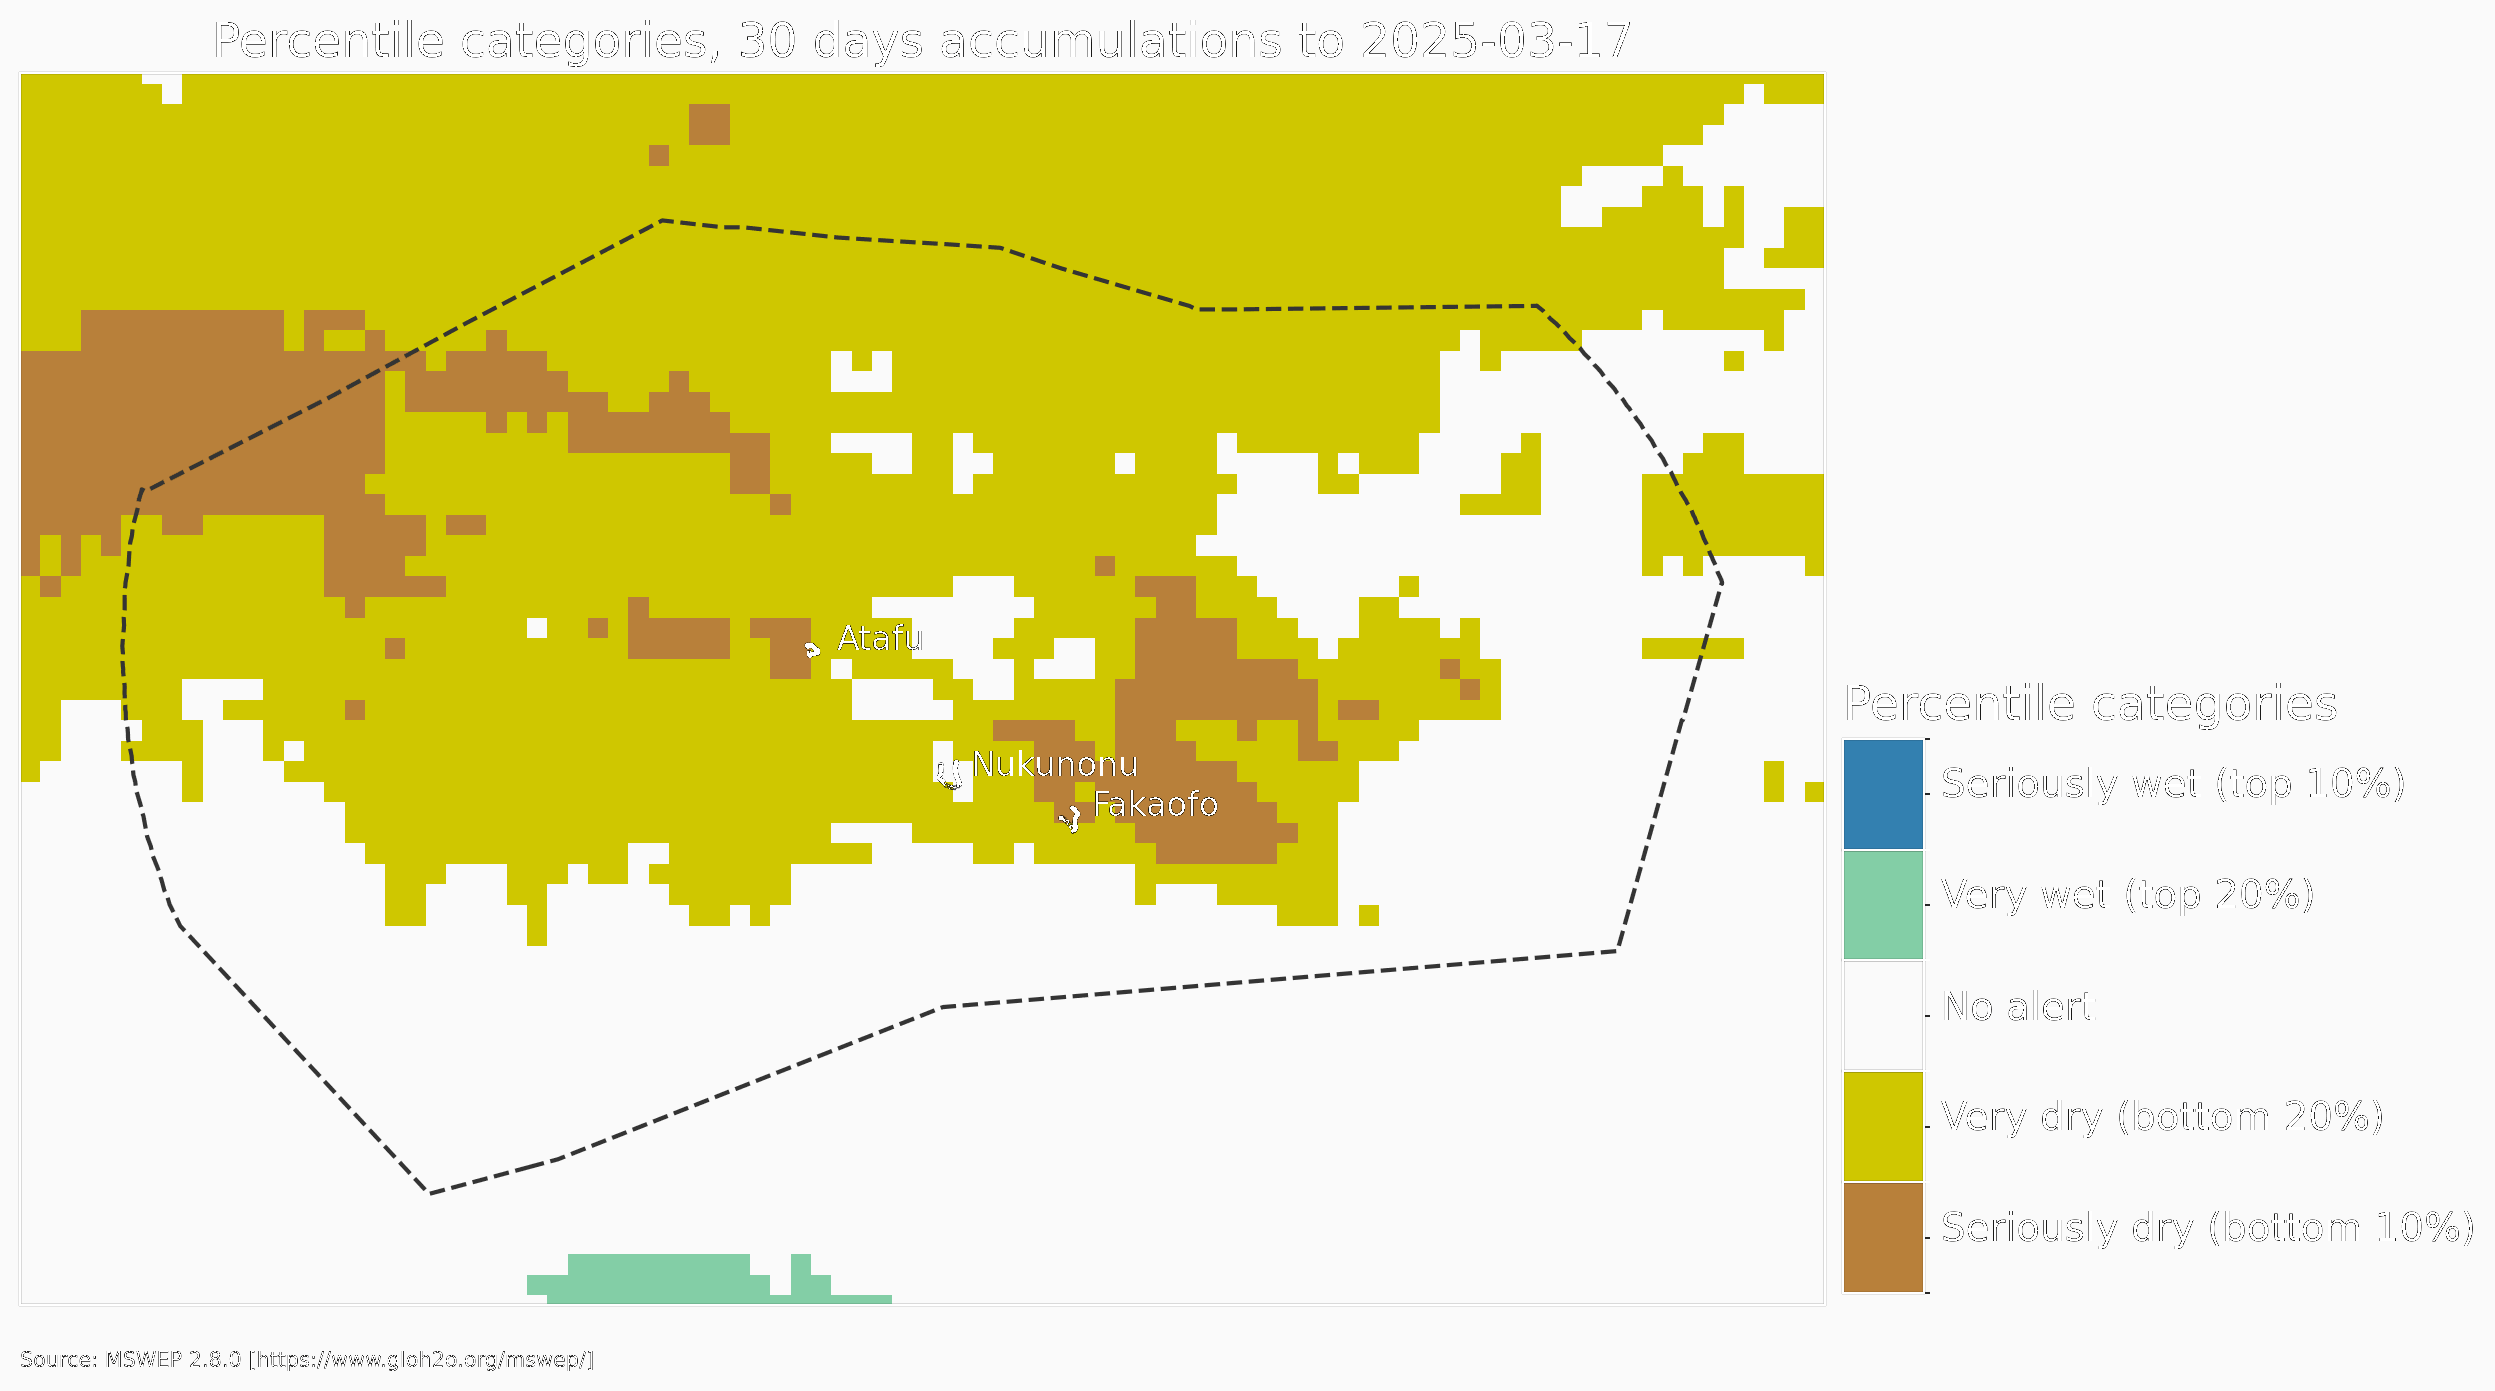 Percentile categories, 30 days accumulations to 2025-03-17
Atafu
Nukunonu
Fakaofo
Percentile categories
Seriously wet (top 10%)
Very wet (top 20%)
No alert
Very dry (bottom 20%)
Seriously dry (bottom 10%)
Source: MSWEP 2.8.0 [https://www.gloh2o.org/mswep/]